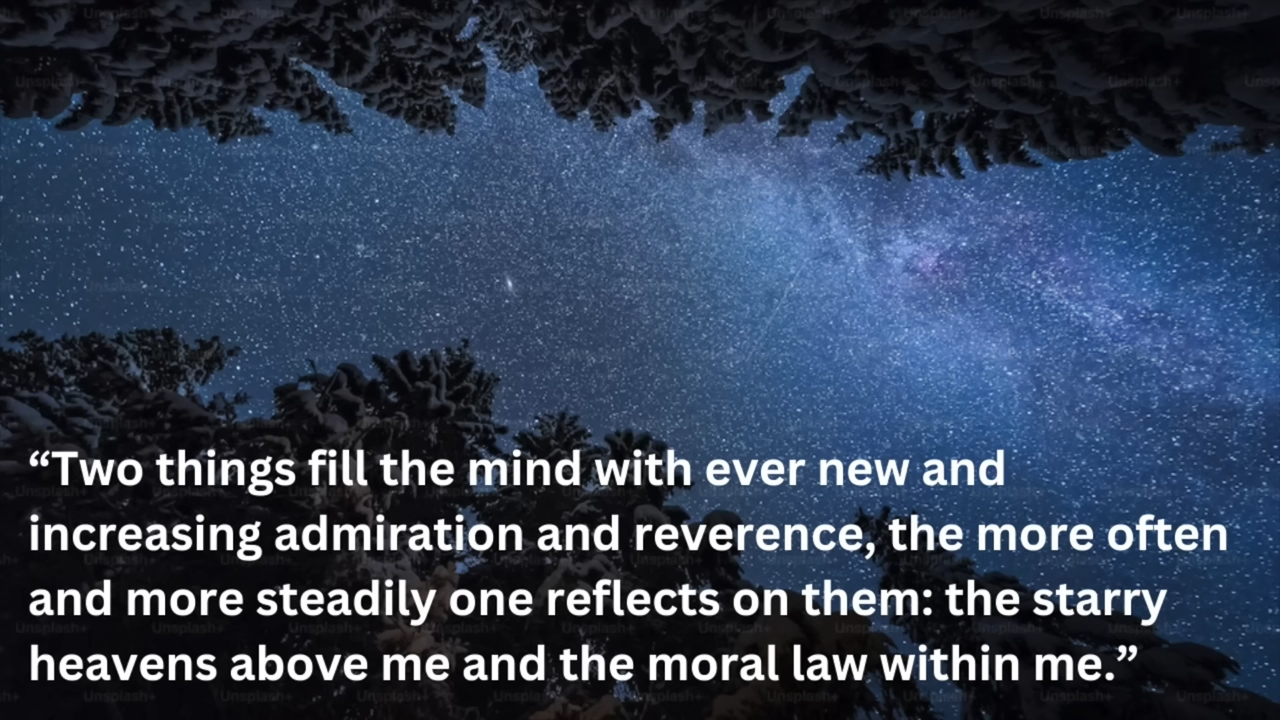 “Two things fill the mind with ever new and
increasing admiration and reverence, the more often
and more steadily one reflects on them: the starry
heavens above me and the moral law within me.”
Unsplash+